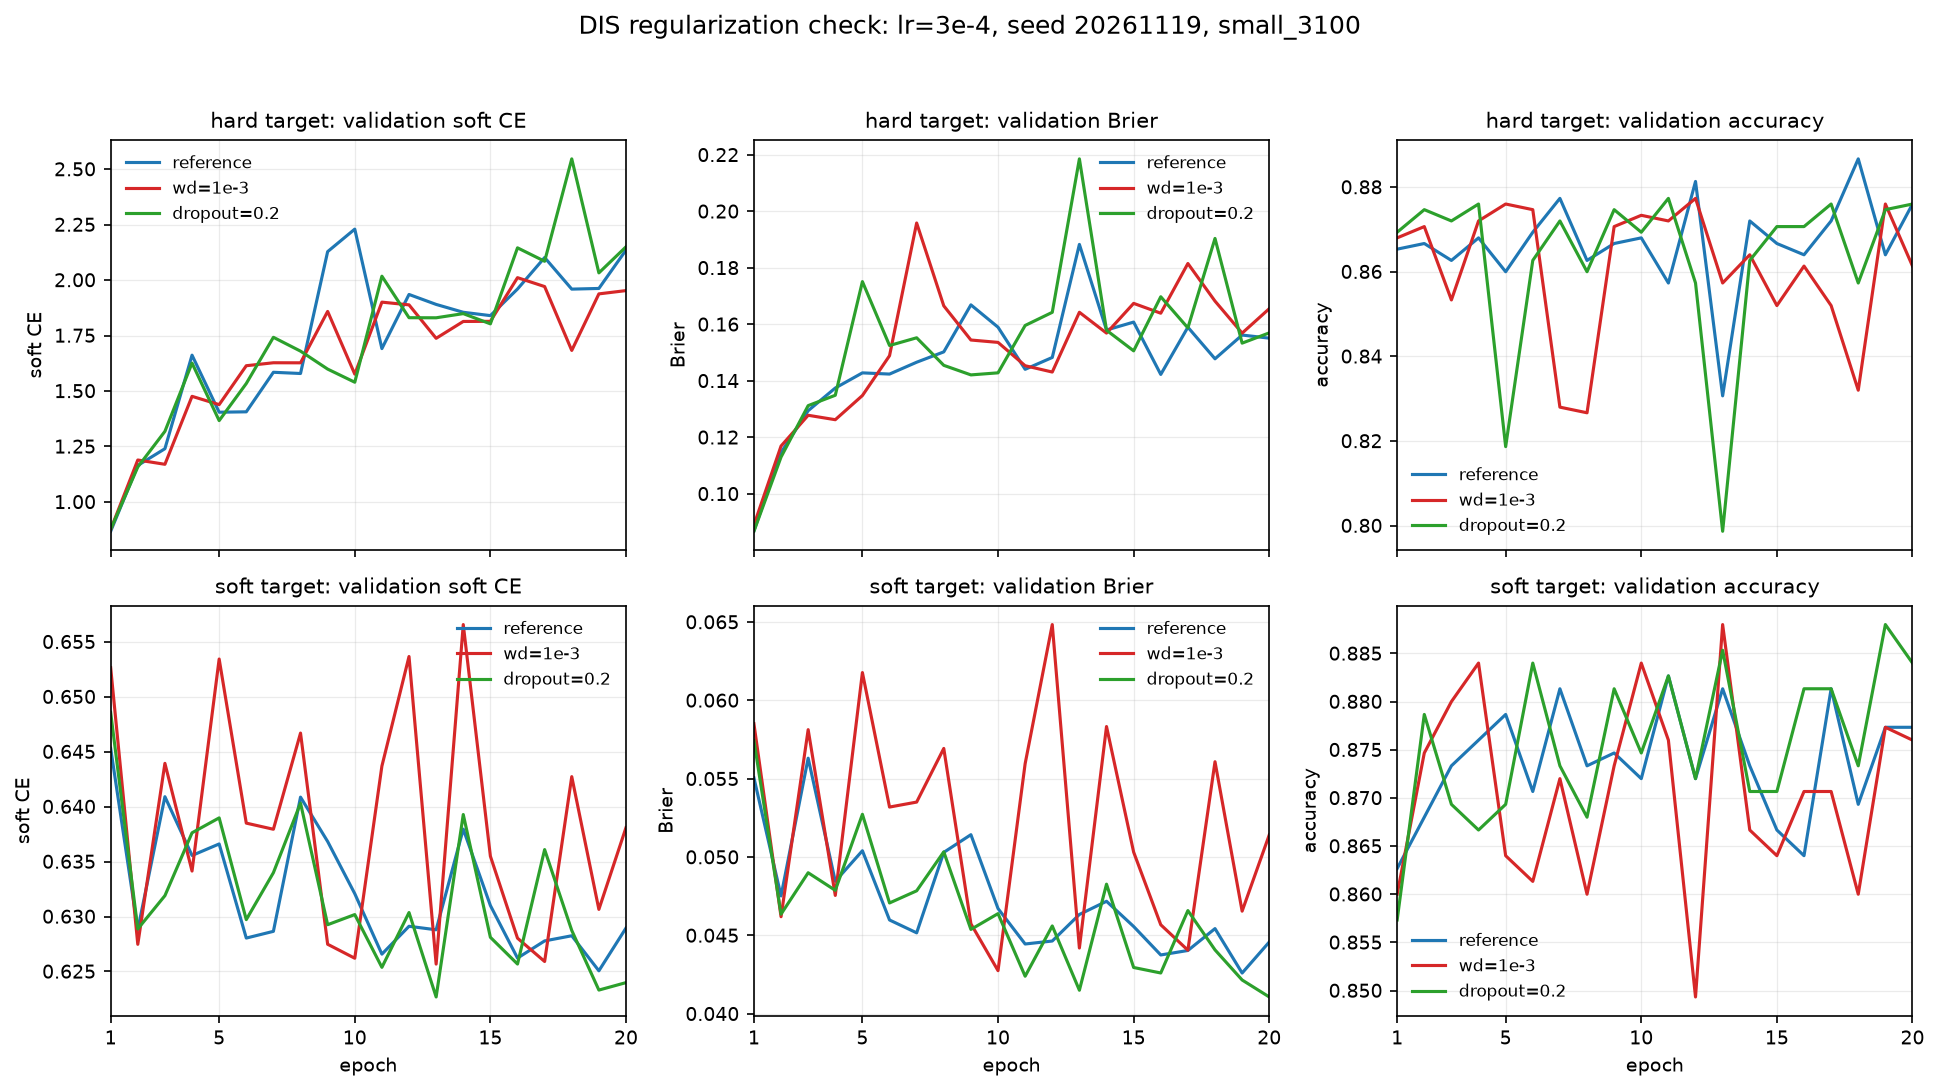 DIS regularization check: lr=3e-4, seed 20261119, small_3100
hard target: validation soft CE
soft CE
2.50
2.25
2.00
1.75
1.50
1.25
1.00
reference
wd=1e-3
dropout=0.2
hard target: validation Brier
Brier
0.22
0.20
0.18
0.16
0.14
0.12
0.10
reference
wd=1e-3
dropout=0.2
hard target: validation accuracy
accuracy
0.88
0.86
0.84
0.82
0.80
reference
wd=1e-3
dropout=0.2
soft target: validation soft CE
soft CE
0.655
0.650
0.645
0.640
0.635
0.630
0.625
reference
wd=1e-3
dropout=0.2
1 5 10 15 20
epoch
soft target: validation Brier
Brier
0.065
0.060
0.055
0.050
0.045
0.040
reference
wd=1e-3
dropout=0.2
1 5 10 15 20
epoch
soft target: validation accuracy
accuracy
0.885
0.880
0.875
0.870
0.865
0.860
0.855
0.850
reference
wd=1e-3
dropout=0.2
1 5 10 15 20
epoch